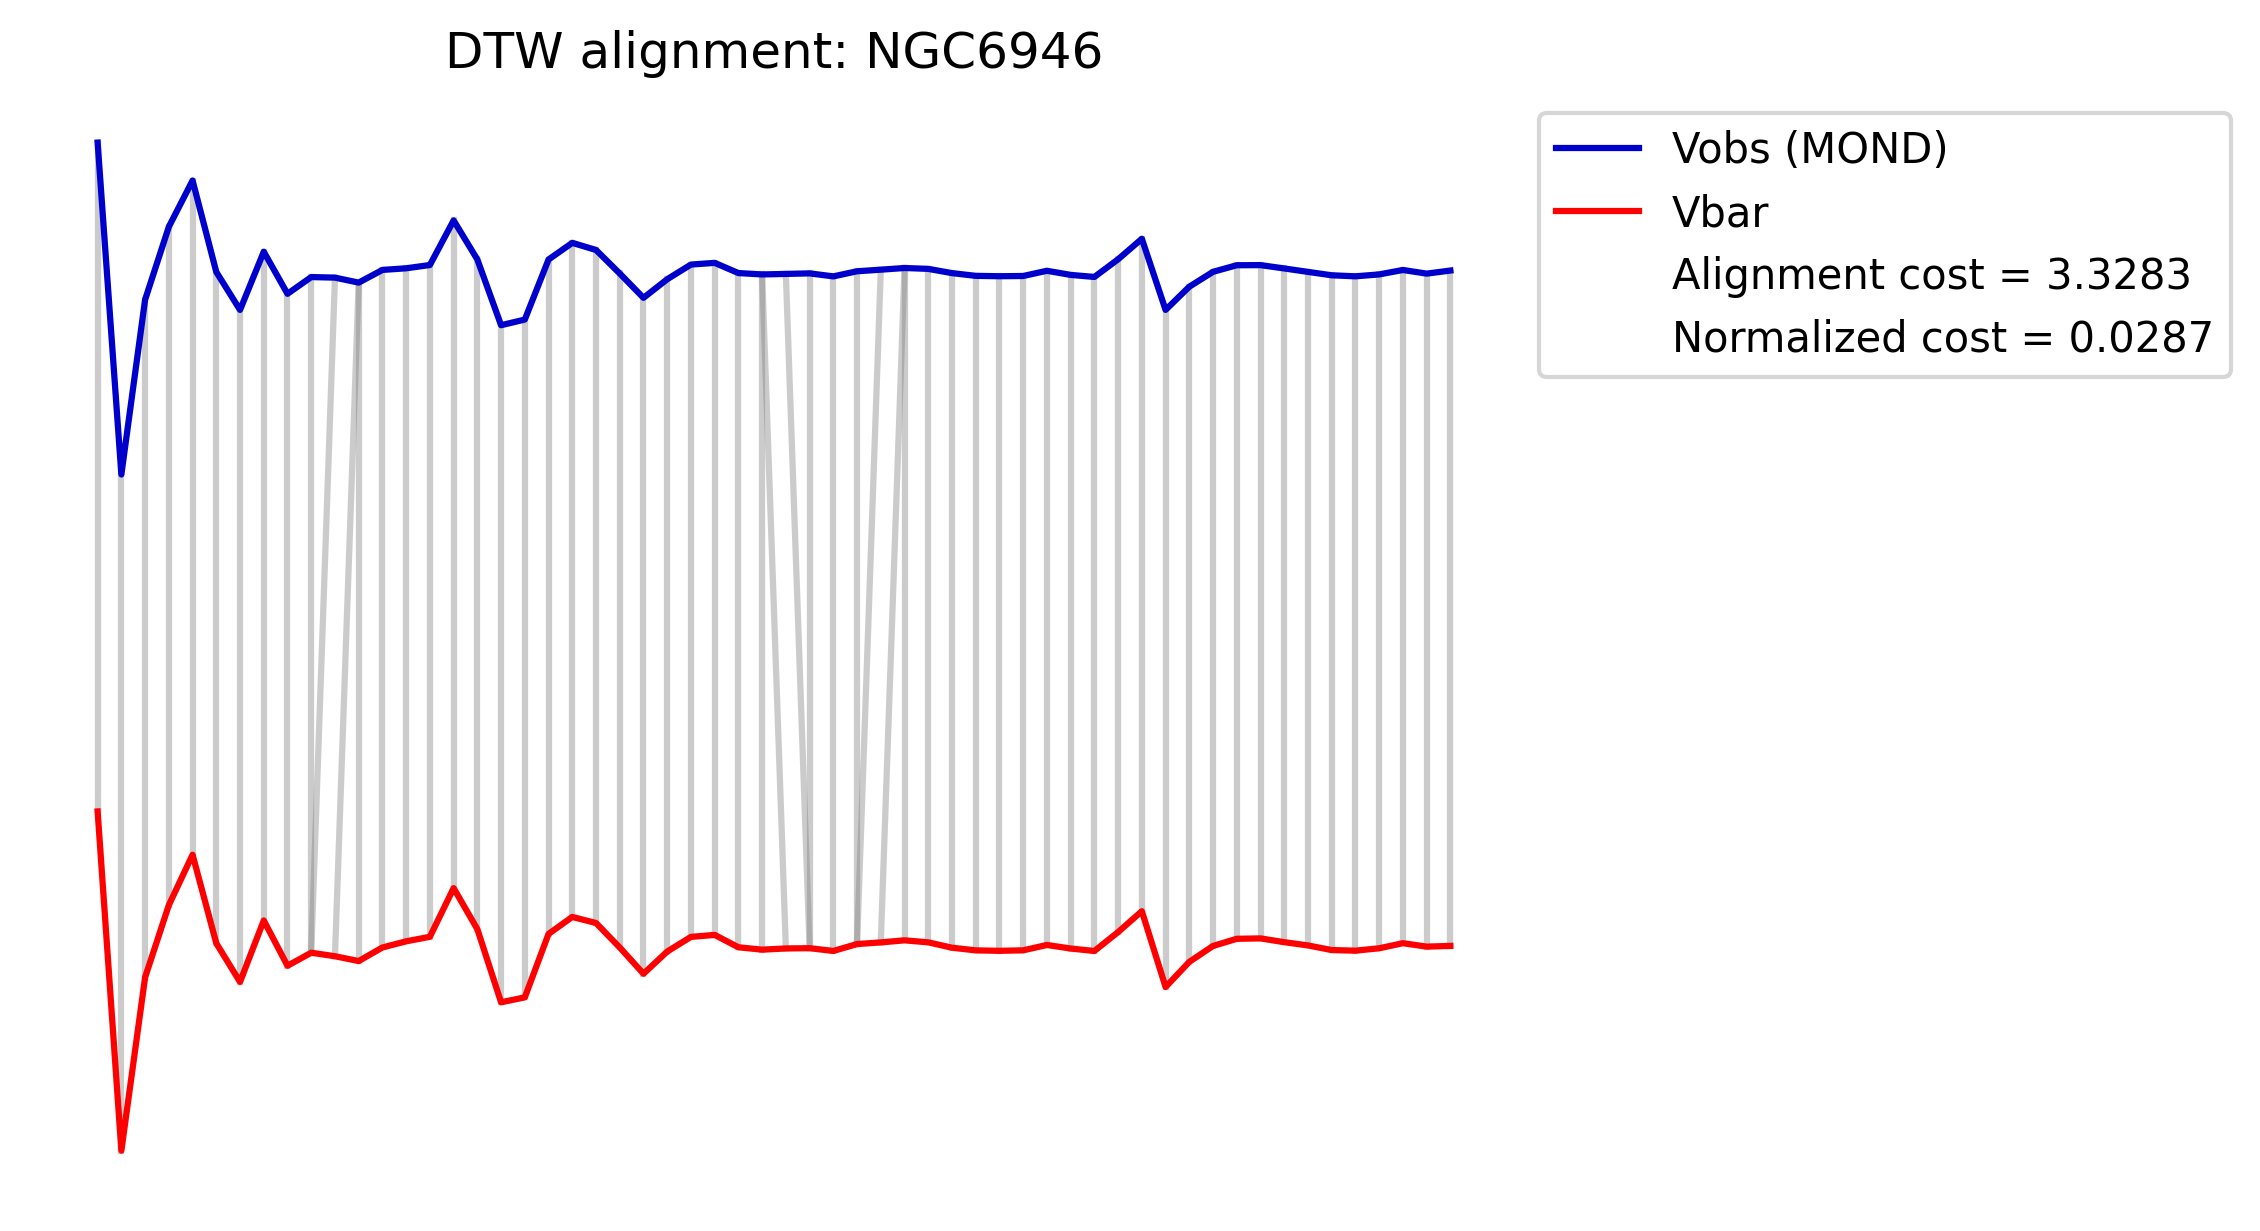 DTW alignment: NGC6946
Vobs (MOND)
Vbar
Alignment cost = 3.3283
Normalized cost = 0.0287